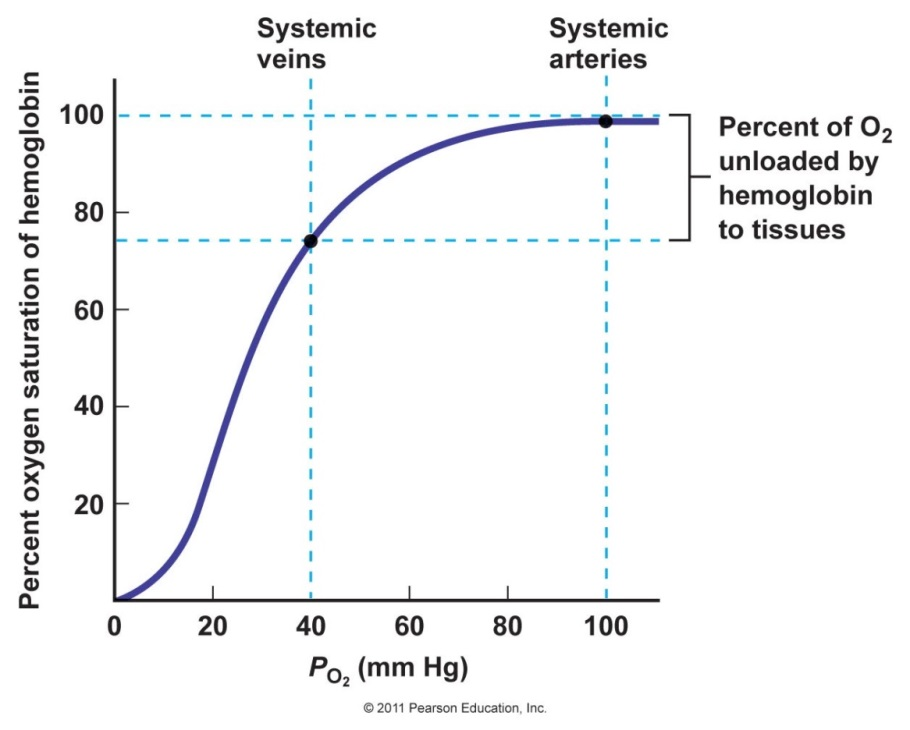 Systemic
veins
Systemic
arteries
Percent oxygen saturation of hemoglobin
100
80
60
40
20
Percent of O₂
unloaded by
hemoglobin
to tissues
0 20 40 60 80 100
PO₂ (mm Hg)
© 2011 Pearson Education, Inc.